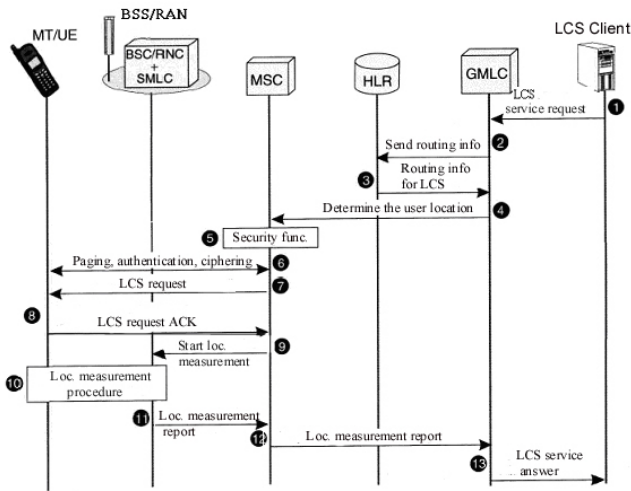 BSS/RAN
MT/UE
LCS Client
BSC/RNC
+
SMLC
MSC
HLR
GMLC
LCS
service request
1
Send routing info
2
3
Routing info
for LCS
Determine the user location
4
5
Security func.
Paging, authentication, ciphering
6
LCS request
7
8
LCS request ACK
Start loc.
measurement
9
10
Loc. measurement
procedure
11
Loc. measurement
report
12
Loc. measurement report
13
LCS service
answer